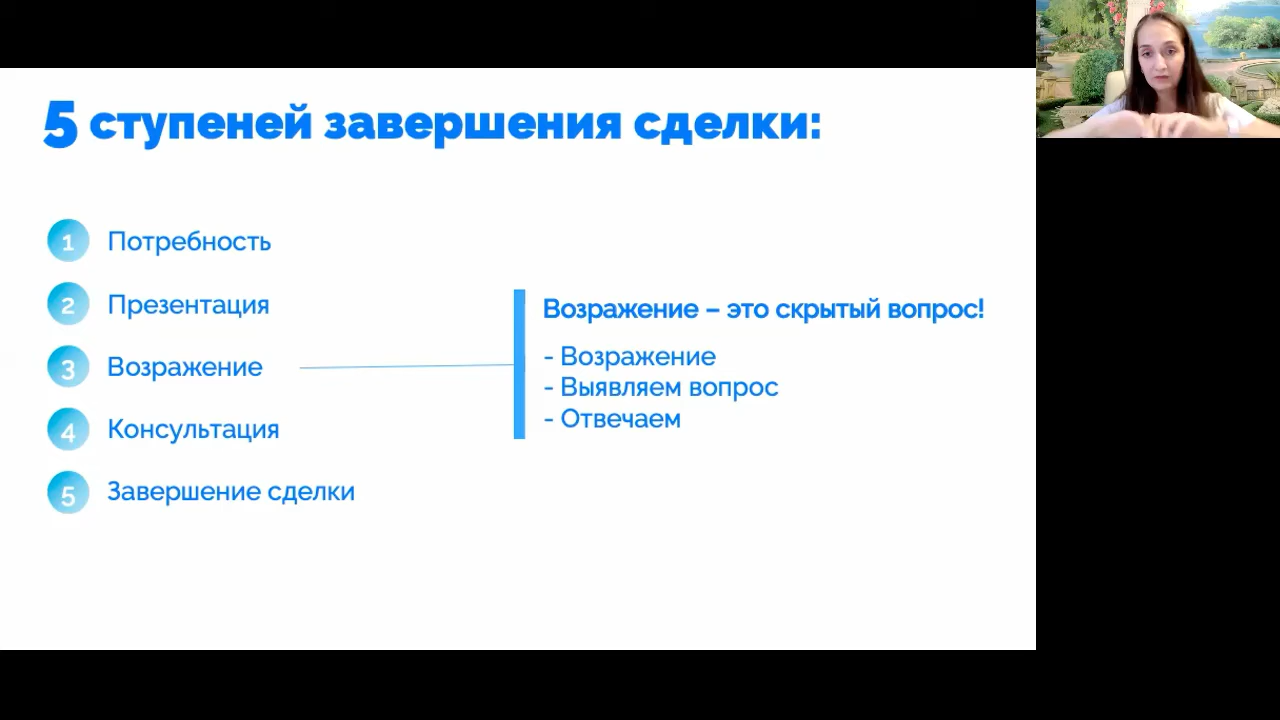 5 ступеней завершения сделки:
1 Потребность
2 Презентация
3 Возражение
4 Консультация
5 Завершение сделки
Возражение – это скрытый вопрос!
- Возражение
- Выявляем вопрос
- Отвечаем